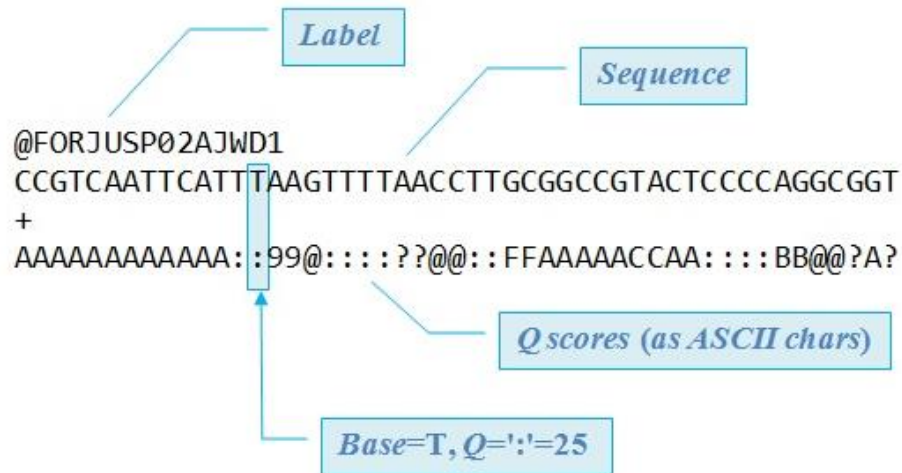 Label
Sequence
@FORJUSP02AJWD1
CCGTCAATTCATTTAAGTTTTAACCTTGCGGCCGTACTCCCCAGGCGGT
+
AAAAAAAAAAAA::99@::::??@@::FFAAAAACCAA::::BB@@?A?
Q scores (as ASCII chars)
Base=T, Q=':'=25